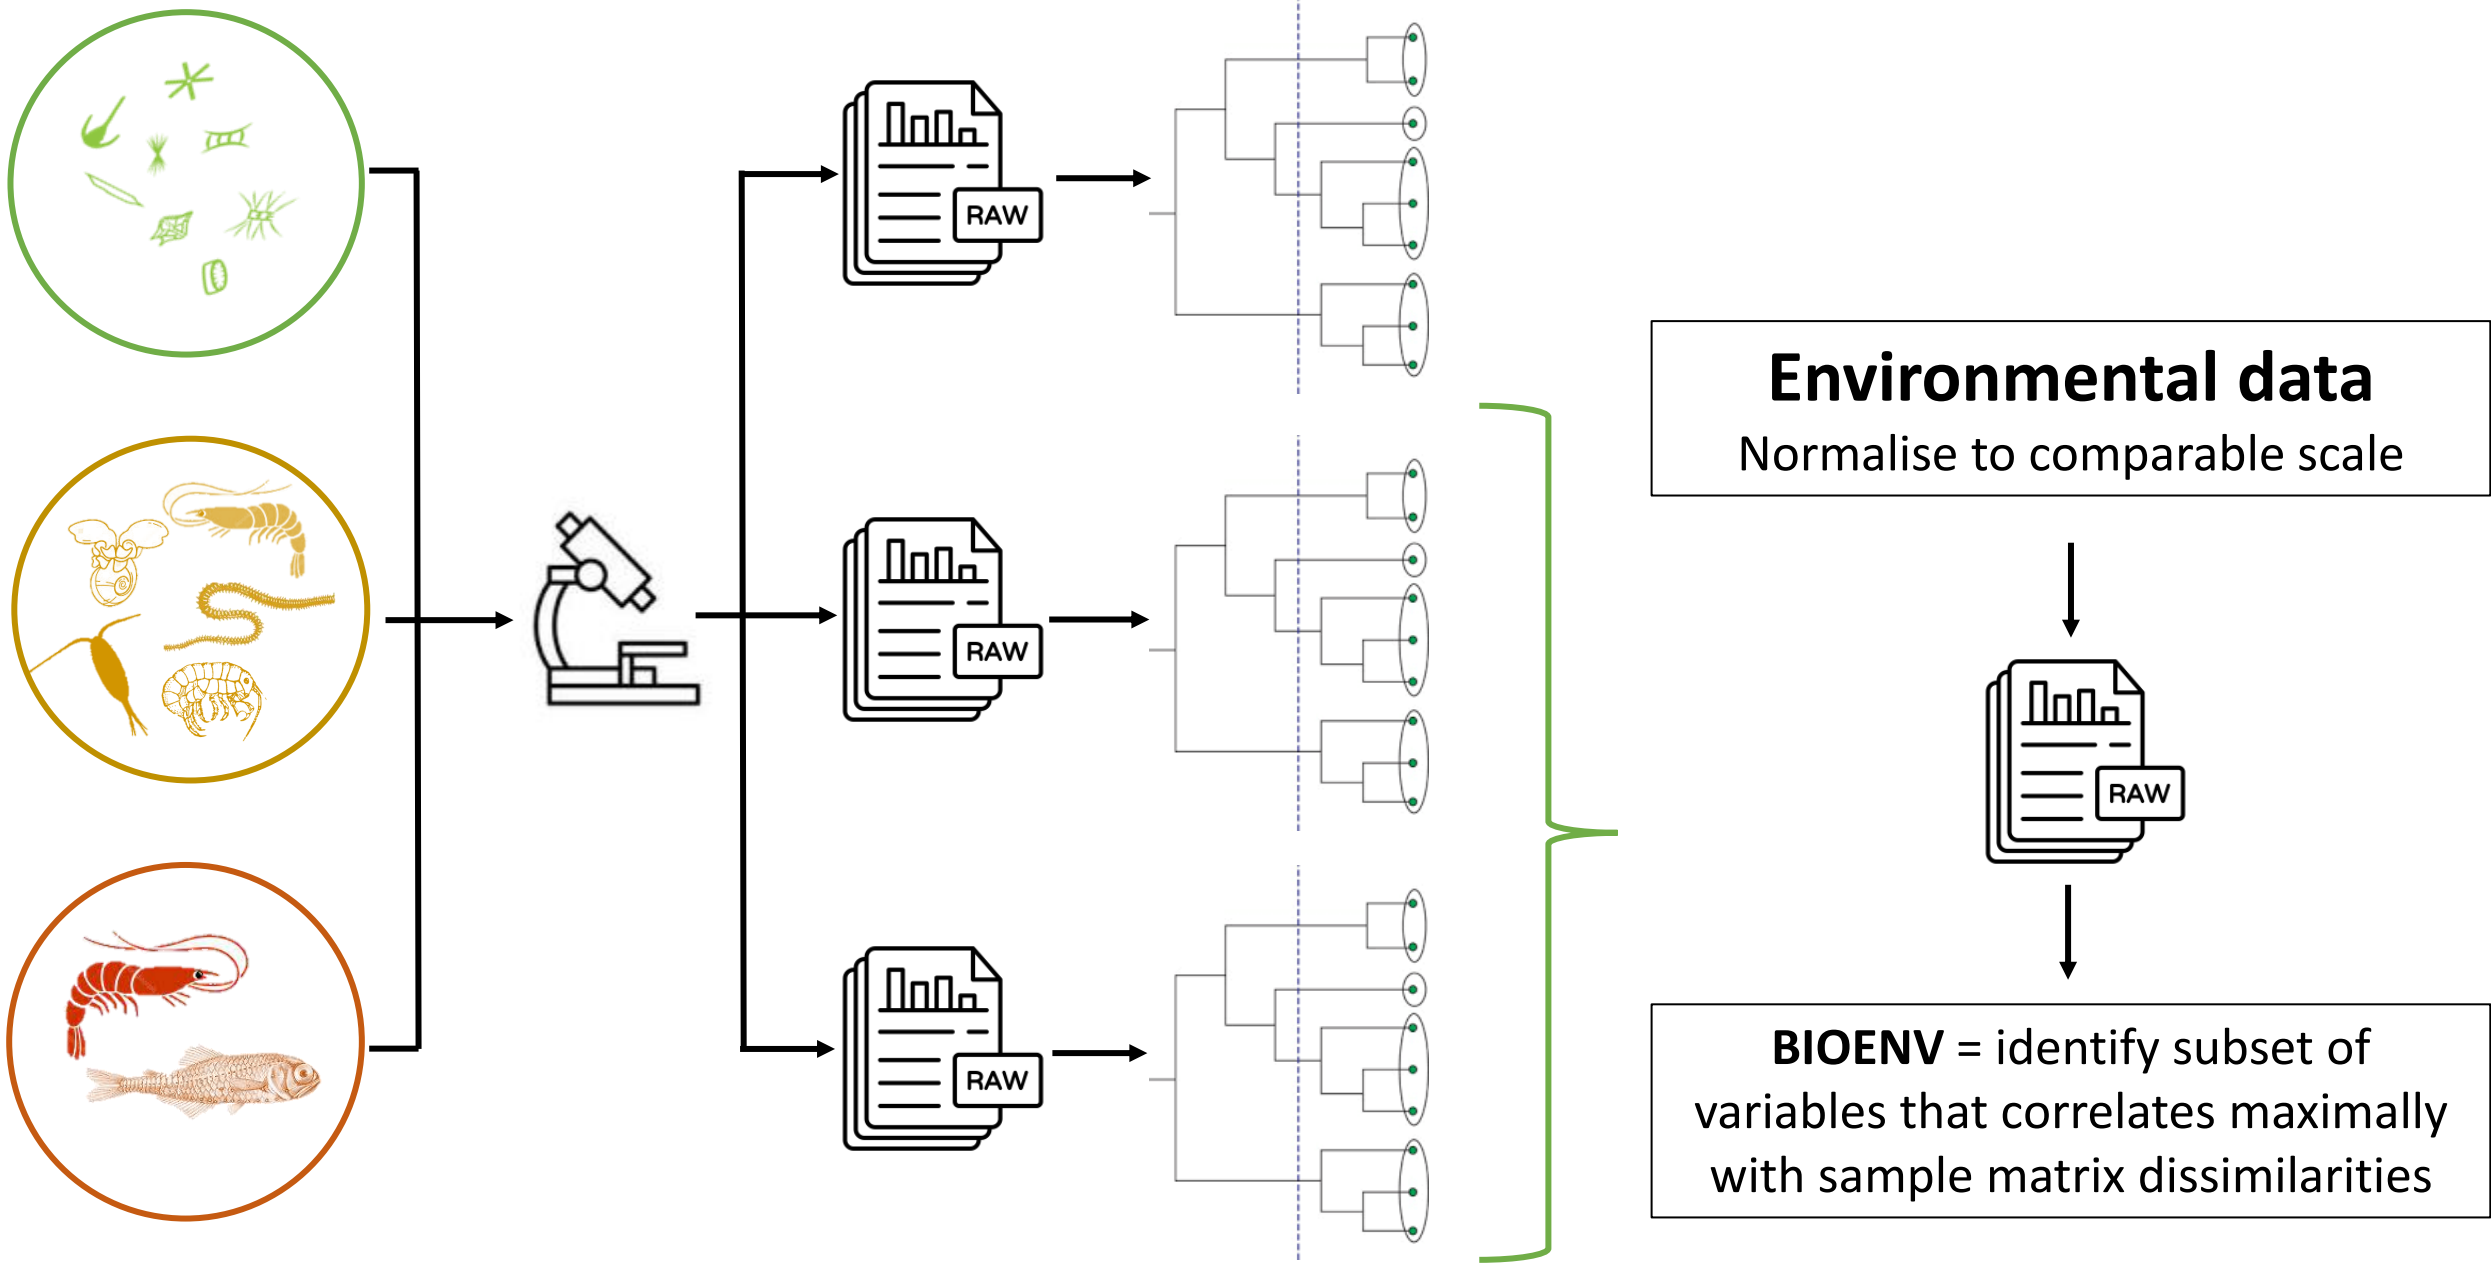 RAW
RAW
RAW
Environmental data
Normalise to comparable scale
RAW
BIOENV = identify subset of
variables that correlates maximally
with sample matrix dissimilarities